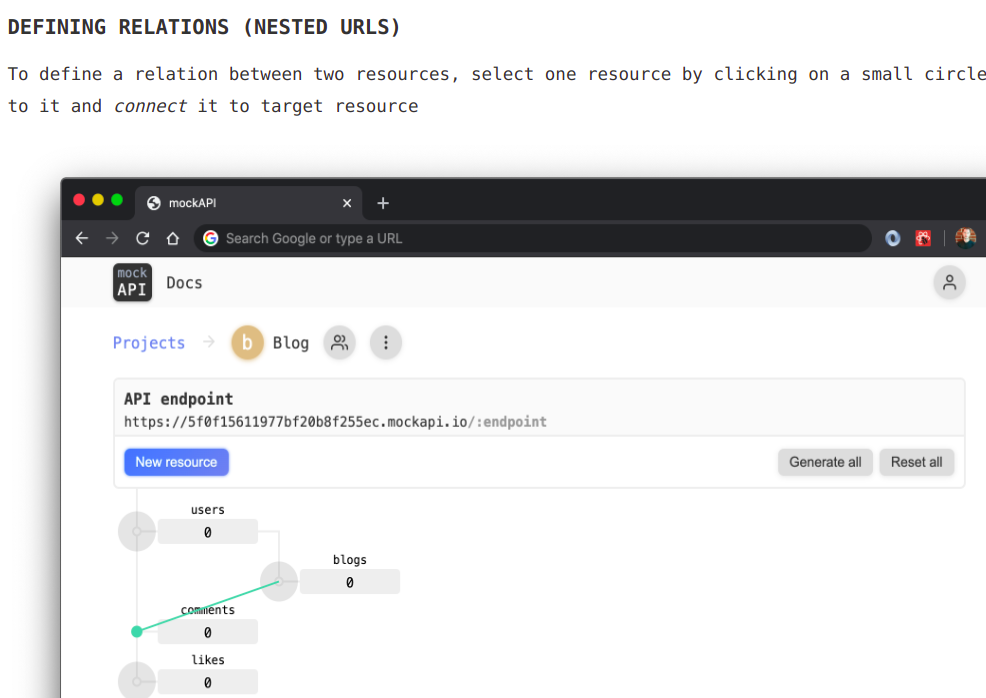 DEFINING RELATIONS (NESTED URLS)
To define a relation between two resources, select one resource by clicking on a small circle
to it and connect it to target resource
mockAPI
Search Google or type a URL
mock
API
Docs
Projects
b
Blog
API endpoint
https://5f0f15611977bf20b8f255ec.mockapi.io/:endpoint
New resource
Generate all
Reset all
users
0
blogs
0
comments
0
likes
0